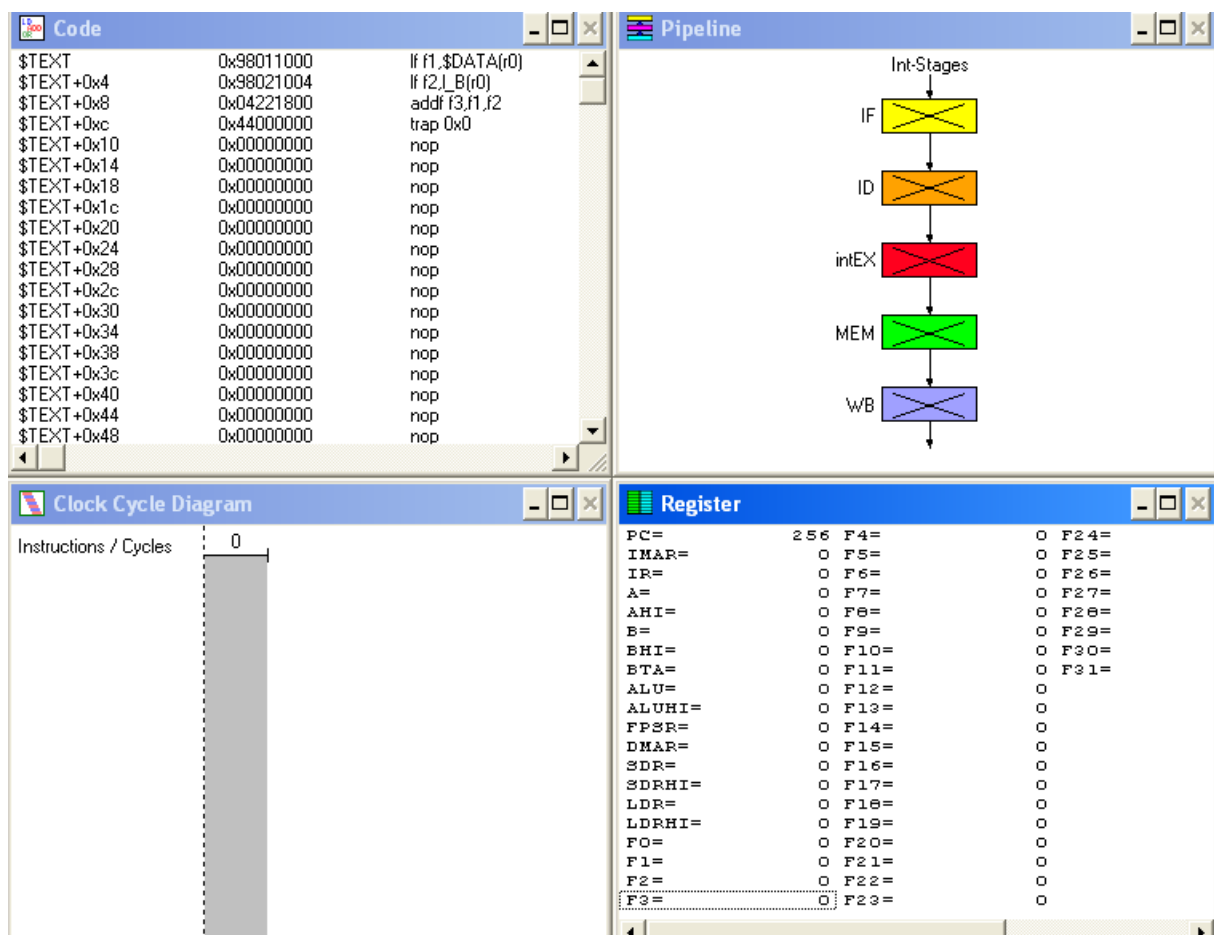 Code
$TEXT 0x98011000 lf f1,$DATA(r0)
$TEXT+0x4 0x98021004 lf f2,l_B(r0)
$TEXT+0x8 0x04221800 addf f3,f1,f2
$TEXT+0xc 0x44000000 trap 0x0
$TEXT+0x10 0x00000000 nop
$TEXT+0x14 0x00000000 nop
$TEXT+0x18 0x00000000 nop
$TEXT+0x1c 0x00000000 nop
$TEXT+0x20 0x00000000 nop
$TEXT+0x24 0x00000000 nop
$TEXT+0x28 0x00000000 nop
$TEXT+0x2c 0x00000000 nop
$TEXT+0x30 0x00000000 nop
$TEXT+0x34 0x00000000 nop
$TEXT+0x38 0x00000000 nop
$TEXT+0x3c 0x00000000 nop
$TEXT+0x40 0x00000000 nop
$TEXT+0x44 0x00000000 nop
$TEXT+0x48 0x00000000 nop
Pipeline
Int-Stages
IF
ID
intEX
MEM
WB
Clock Cycle Diagram
Instructions / Cycles 0
Register
PC= 256 F4= 0 F24=
IMAR= 0 F5= 0 F25=
IR= 0 F6= 0 F26=
A= 0 F7= 0 F27=
AHI= 0 F8= 0 F28=
B= 0 F9= 0 F29=
BHI= 0 F10= 0 F30=
BTA= 0 F11= 0 F31=
ALU= 0 F12= 0
ALUHI= 0 F13= 0
FPSR= 0 F14= 0
DMAR= 0 F15= 0
SDR= 0 F16= 0
SDRHI= 0 F17= 0
LDR= 0 F18= 0
LDRHI= 0 F19= 0
F0= 0 F20= 0
F1= 0 F21= 0
F2= 0 F22= 0
F3= 0 F23= 0